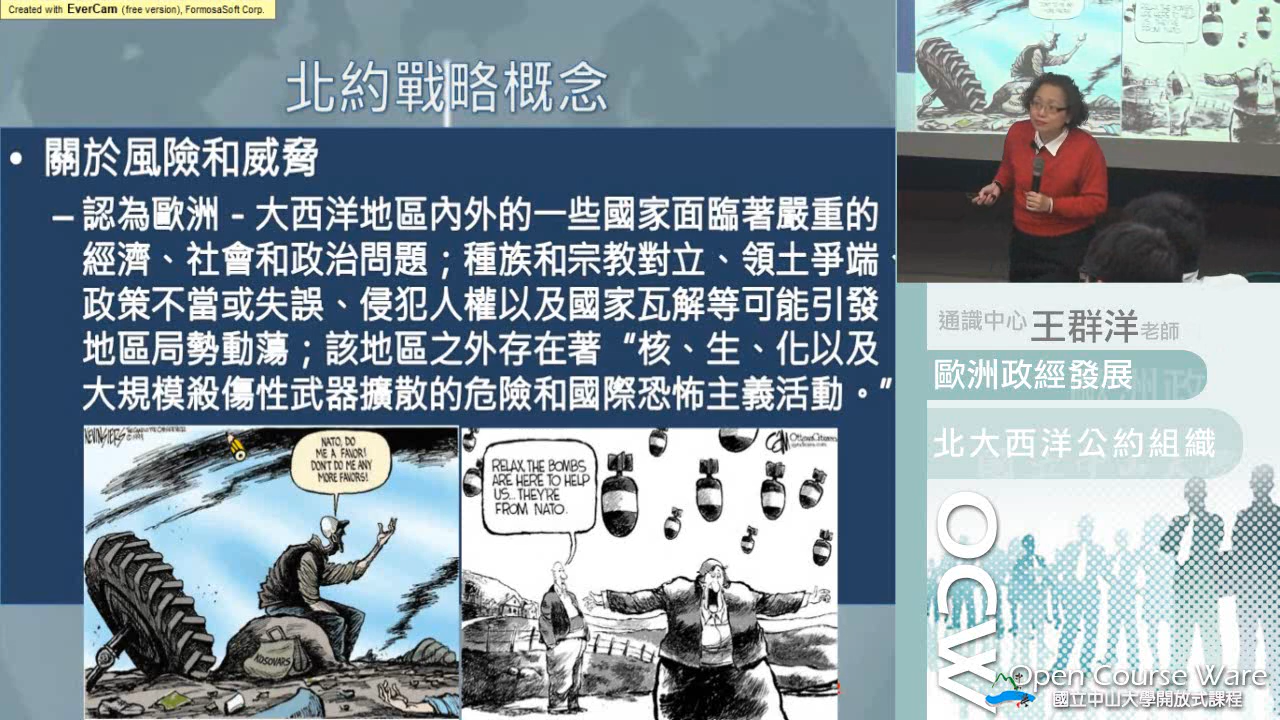 Created with EverCam (free version), FormosaSoft Corp.
北約戰略概念
• 關於風險和威脅
– 認為歐洲 - 大西洋地區內外的一些國家面臨著嚴重的
經濟、社會和政治問題；種族和宗教對立、領土爭端、
政策不當或失誤、侵犯人權以及國家瓦解等可能引發
地區局勢動蕩；該地區之外存在著“核、生、化以及
大規模殺傷性武器擴散的危險和國際恐怖主義活動。”
NATO, DO
ME A FAVOR!
DON'T DO ME ANY
MORE FAVORS!
KOSOVARS
RELAX, THE BOMBS
ARE HERE TO HELP
US... THEY'RE
FROM NATO.
通識中心 王群洋 老師
歐洲政經發展
北大西洋公約組織
OCW
Open Course Ware
國立中山大學開放式課程